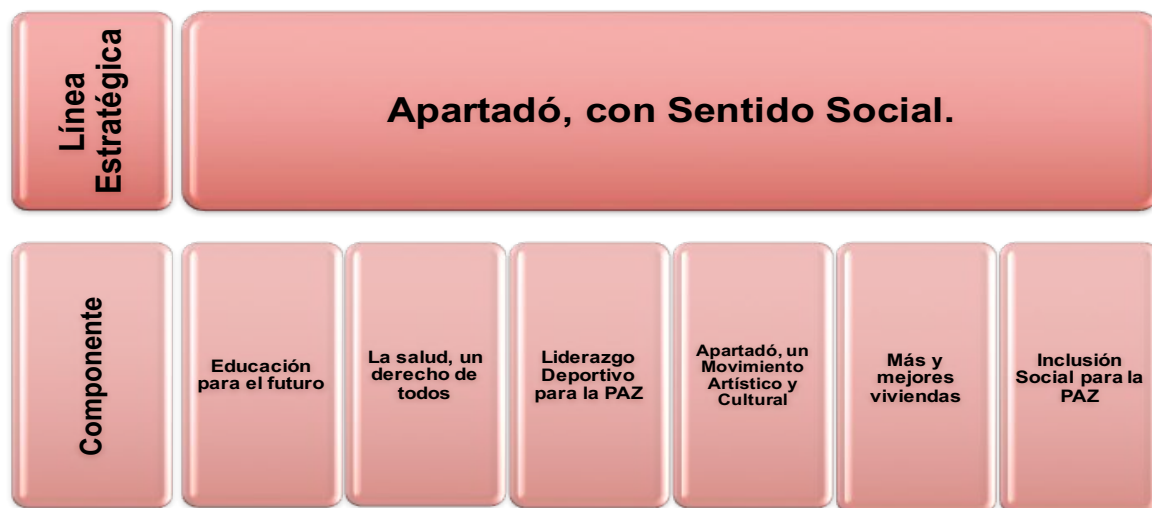 Línea
Estratégica
Apartadó, con Sentido Social.
Componente
Educación
para el futuro
La salud, un
derecho de
todos
Liderazgo
Deportivo
para la PAZ
Apartadó, un
Movimiento
Artístico y
Cultural
Más y
mejores
viviendas
Inclusión
Social para la
PAZ